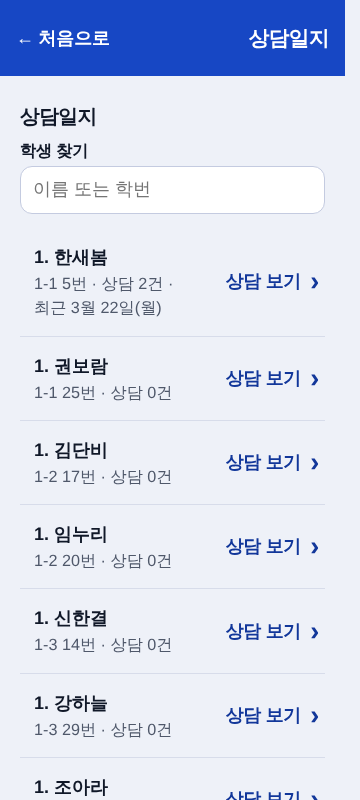 ← 처음으로
상담일지
상담일지
학생 찾기
이름 또는 학번
1. 한새봄
1-1 5번 · 상담 2건 ·
최근 3월 22일(월)
상담 보기 ›
1. 권보람
1-1 25번 · 상담 0건
상담 보기 ›
1. 김단비
1-2 17번 · 상담 0건
상담 보기 ›
1. 임누리
1-2 20번 · 상담 0건
상담 보기 ›
1. 신한결
1-3 14번 · 상담 0건
상담 보기 ›
1. 강하늘
1-3 29번 · 상담 0건
상담 보기 ›
1. 조아라
상담 보기 ›